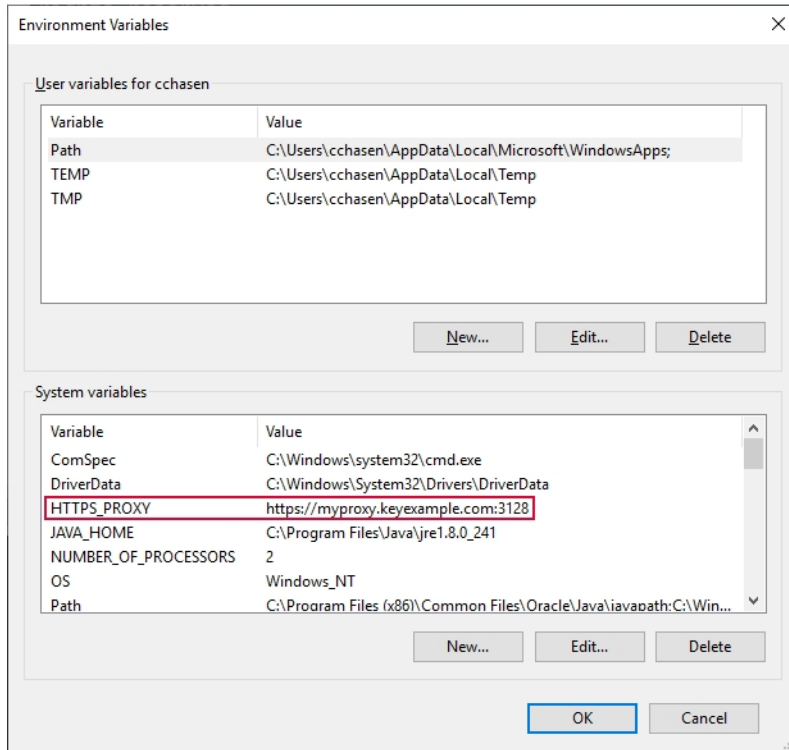 Environment Variables
User variables for cchasen
Variable Value
Path C:\Users\cchasen\AppData\Local\Microsoft\WindowsApps;
TEMP C:\Users\cchasen\AppData\Local\Temp
TMP C:\Users\cchasen\AppData\Local\Temp
New... Edit... Delete
System variables
Variable Value
ComSpec C:\Windows\system32\cmd.exe
DriverData C:\Windows\System32\Drivers\DriverData
HTTPS_PROXY https://myproxy.keyexample.com:3128
JAVA_HOME C:\Program Files\Java\jre1.8.0_241
NUMBER_OF_PROCESSORS 2
OS Windows_NT
Path C:\Program Files (x86)\Common Files\Oracle\Java\javapath;C:\Win...
New... Edit... Delete
OK Cancel